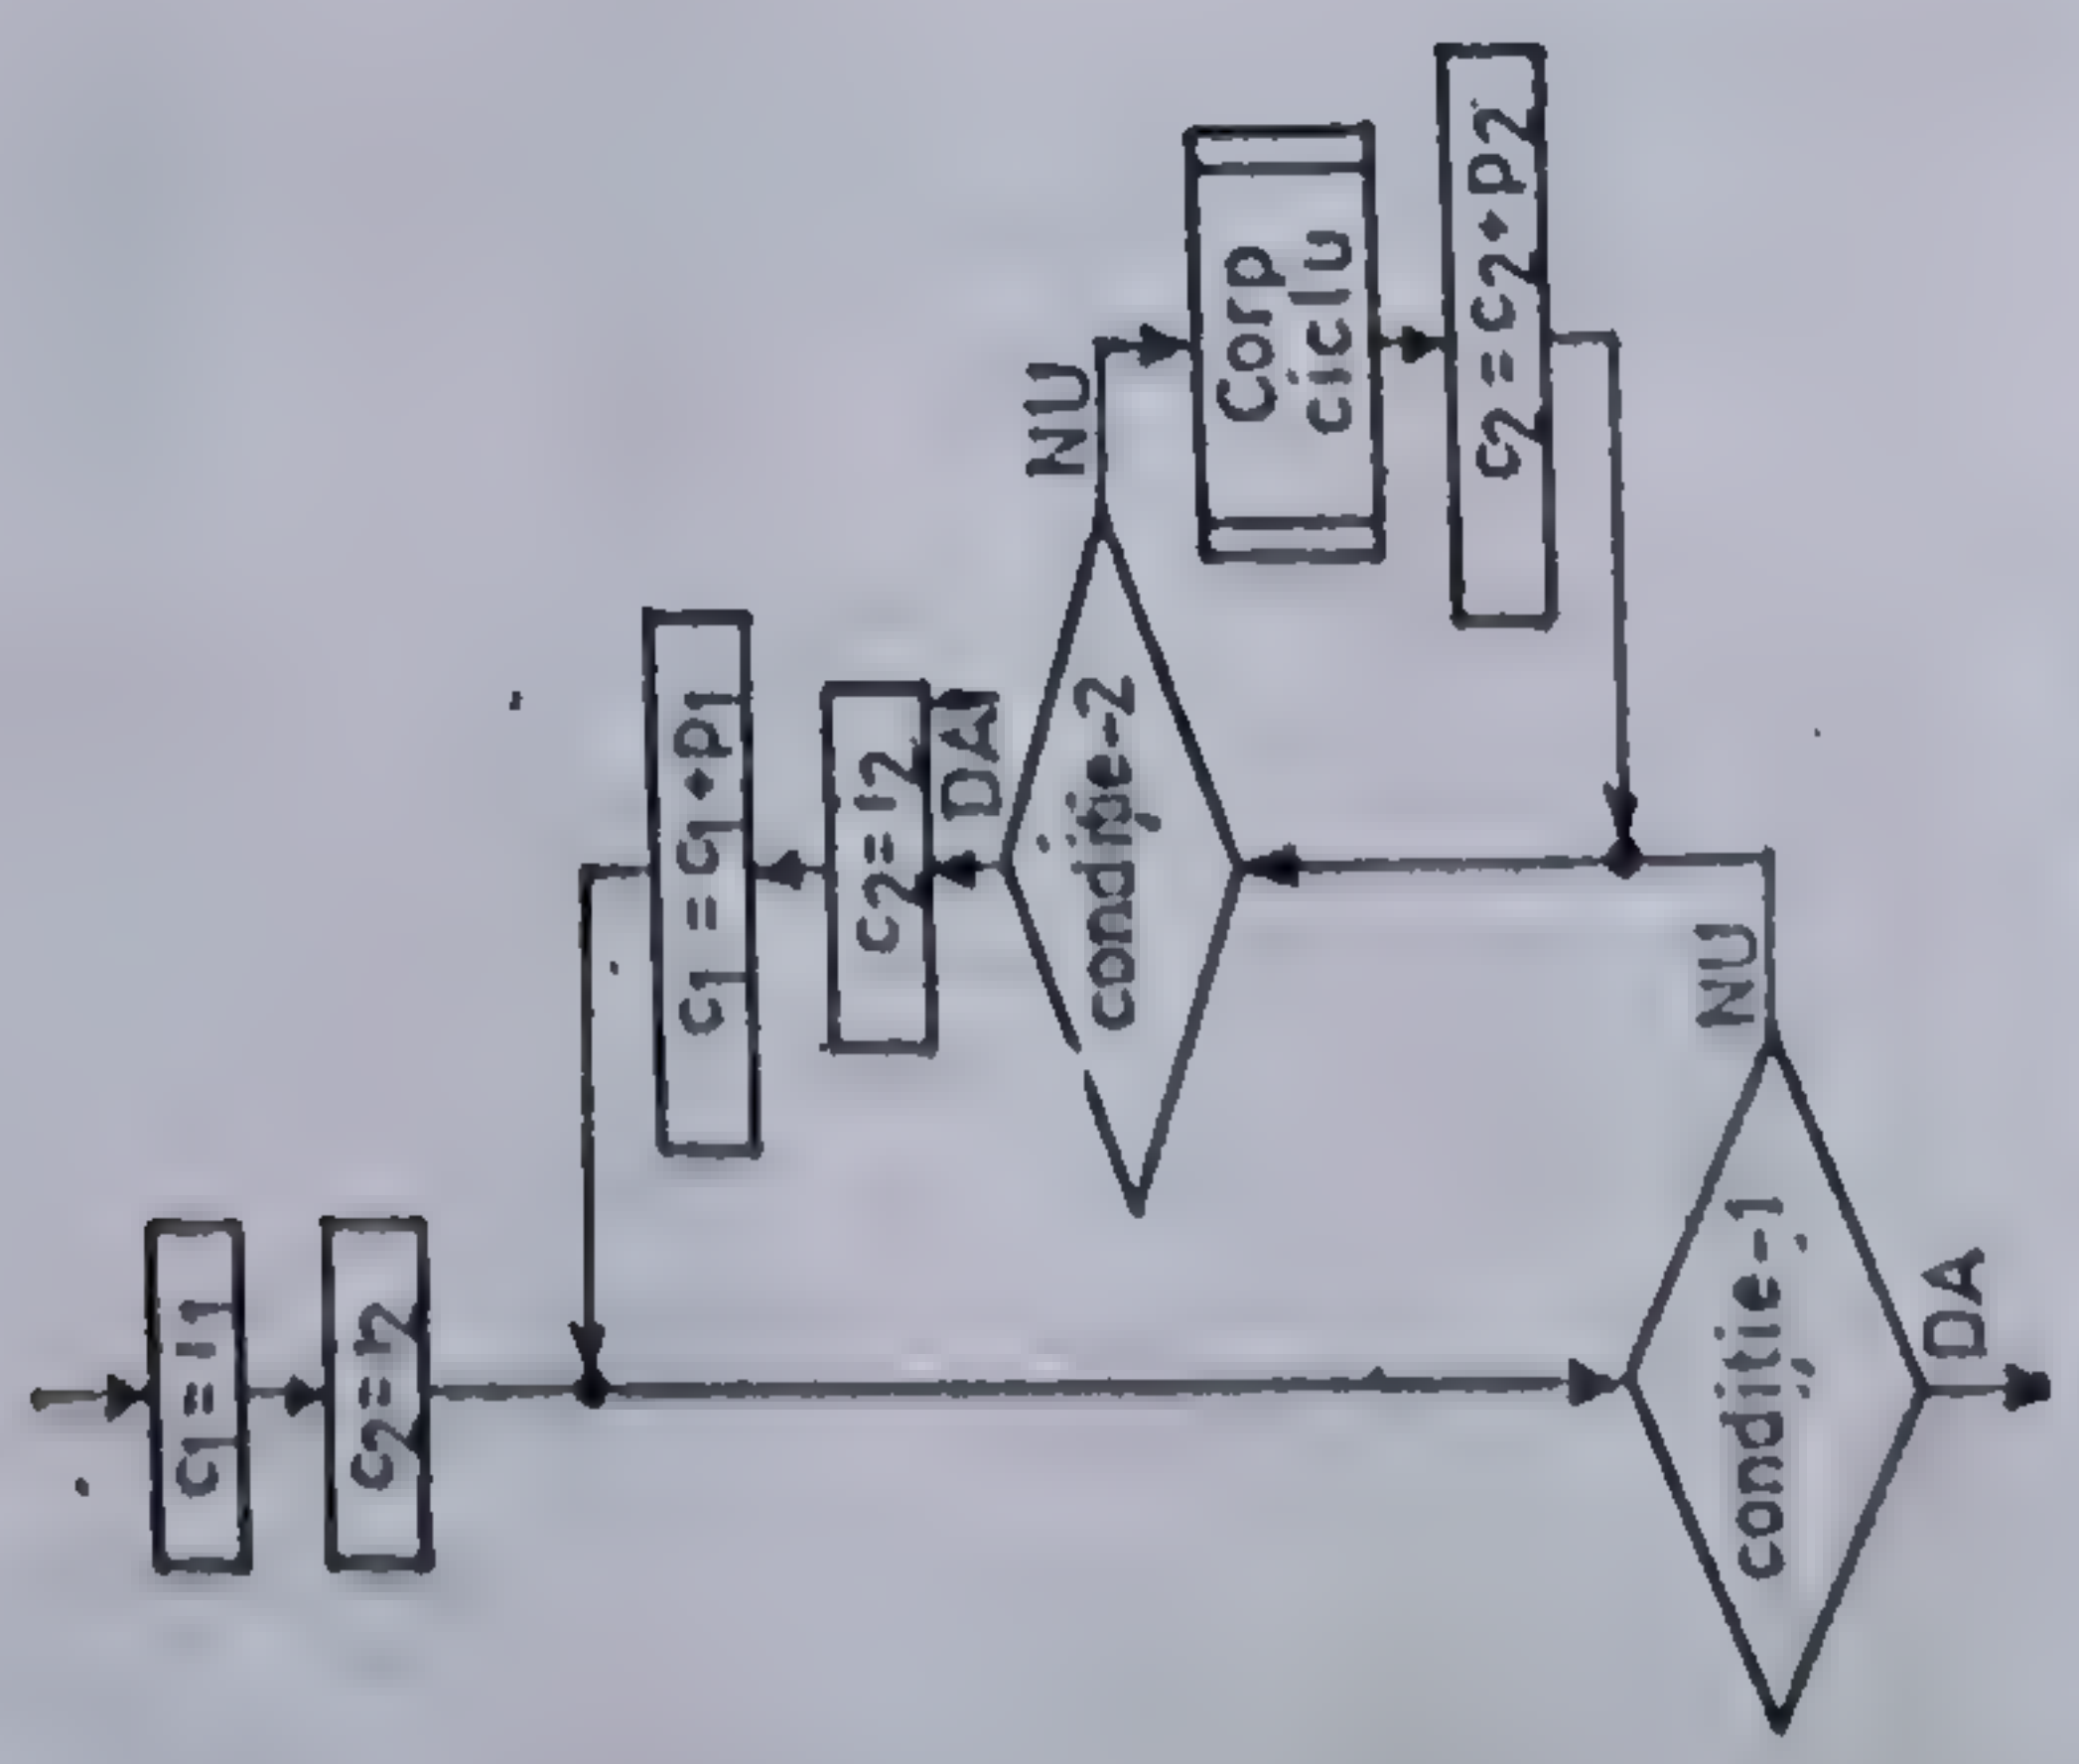 c1 = i1
c2 = i2
c1 = c1+p1
c2 = i2
DA
condiție-2
NU
Corp
ciclu
c2 = c2+p2
NU
condiție-1
DA